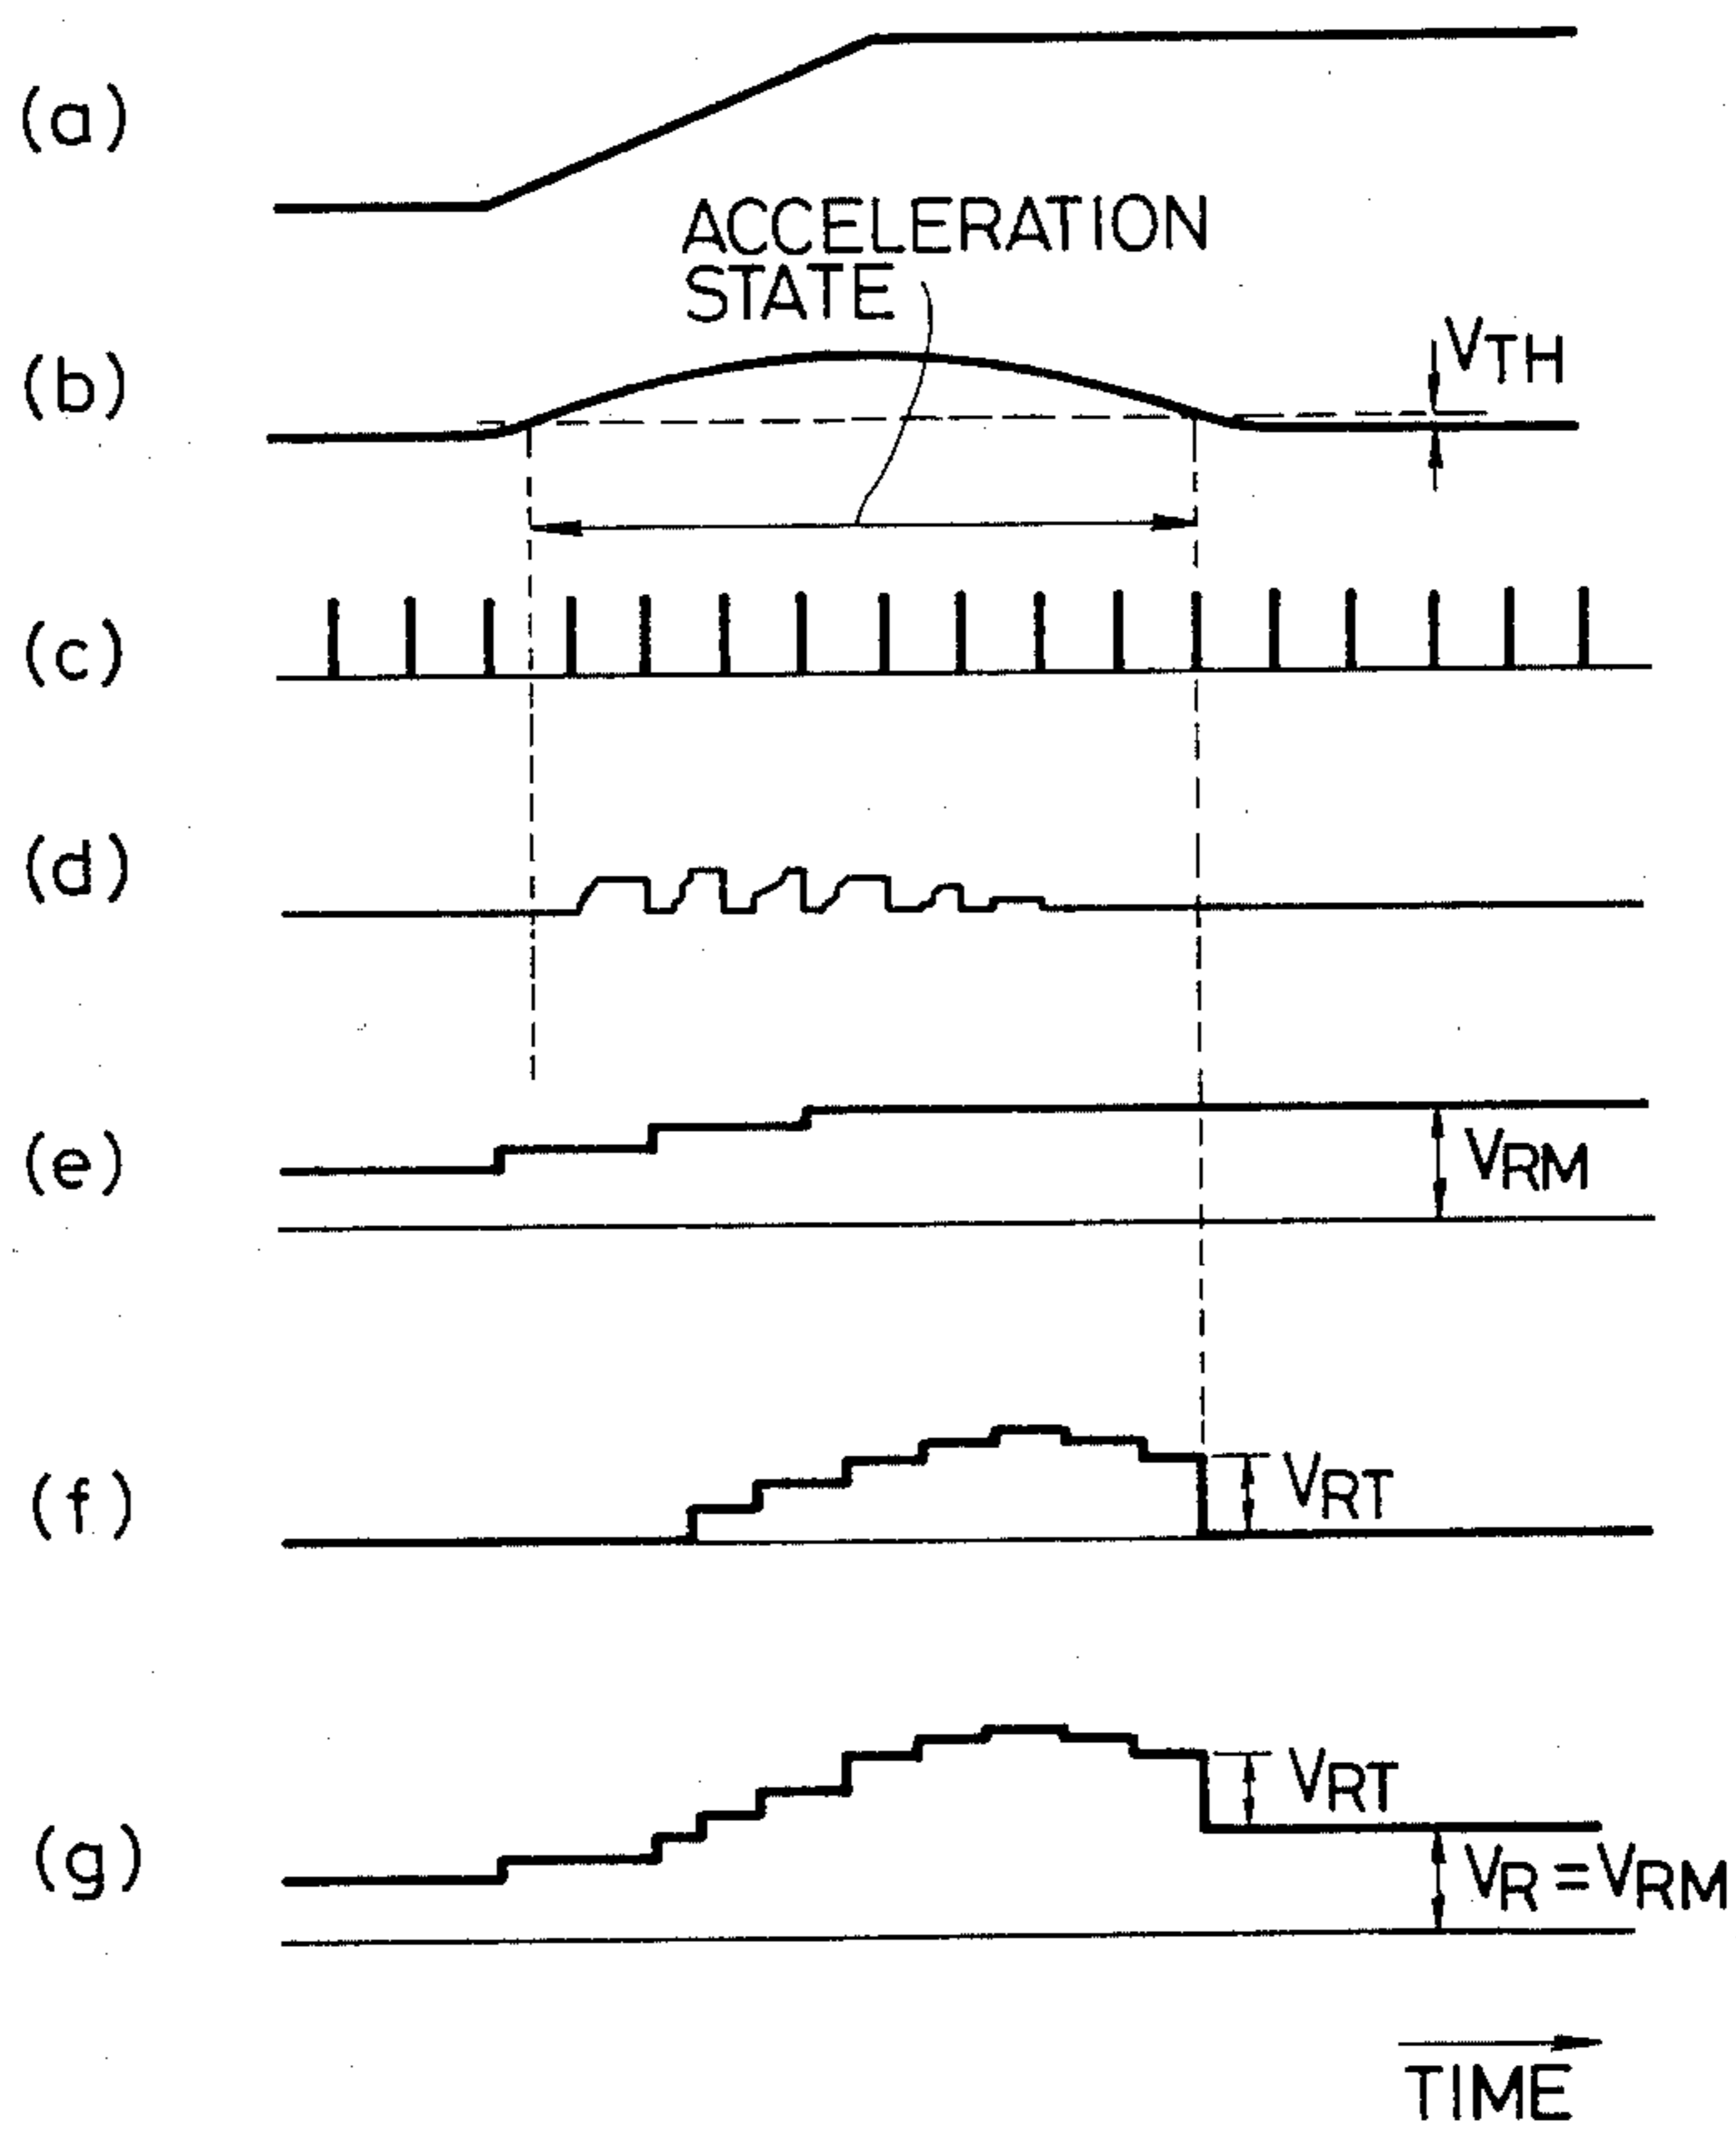 (a)
ACCELERATION
STATE
(b)
VTH
(c)
(d)
(e)
VRM
(f)
VRT
(g)
VRT
VR=VRM
TIME